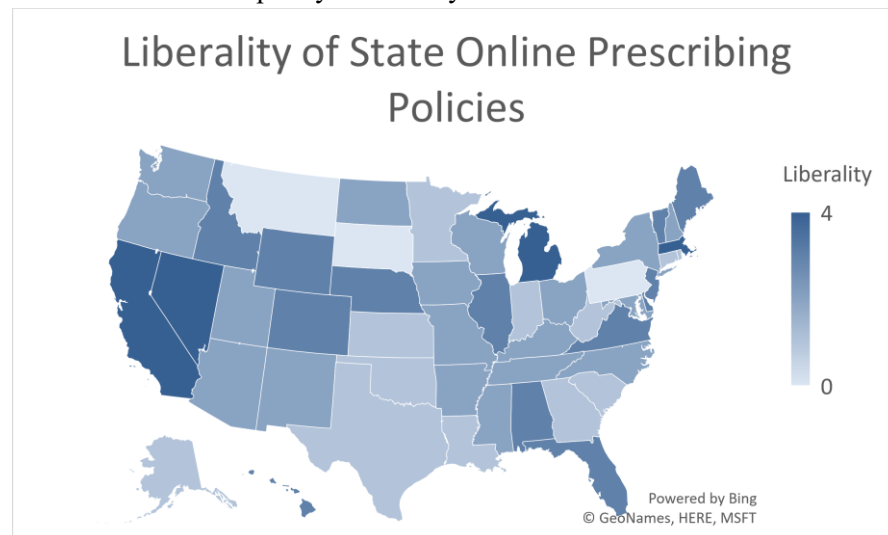 Liberality of State Online Prescribing
Policies
Liberality
4
0
Powered by Bing
© GeoNames, HERE, MSFT